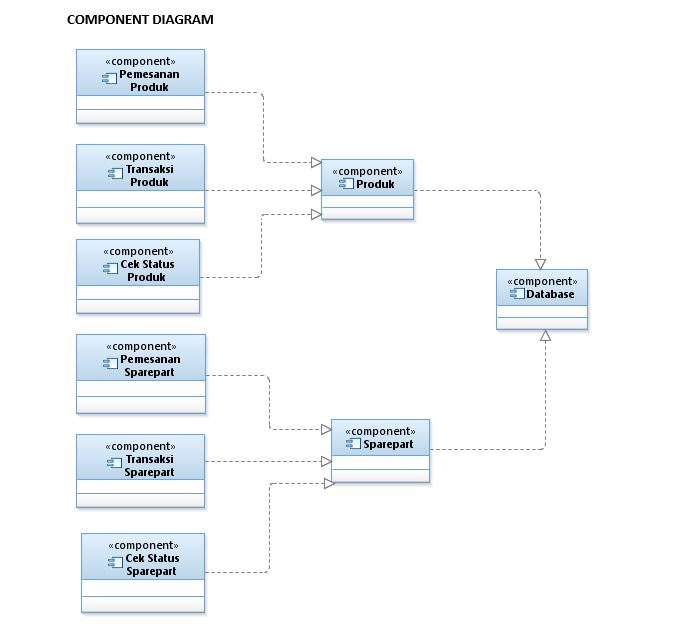 COMPONENT DIAGRAM
«component»
Pemesanan
Produk
«component»
Transaksi
Produk
«component»
Cek Status
Produk
«component»
Pemesanan
Sparepart
«component»
Transaksi
Sparepart
«component»
Cek Status
Sparepart
«component»
Produk
«component»
Sparepart
«component»
Database